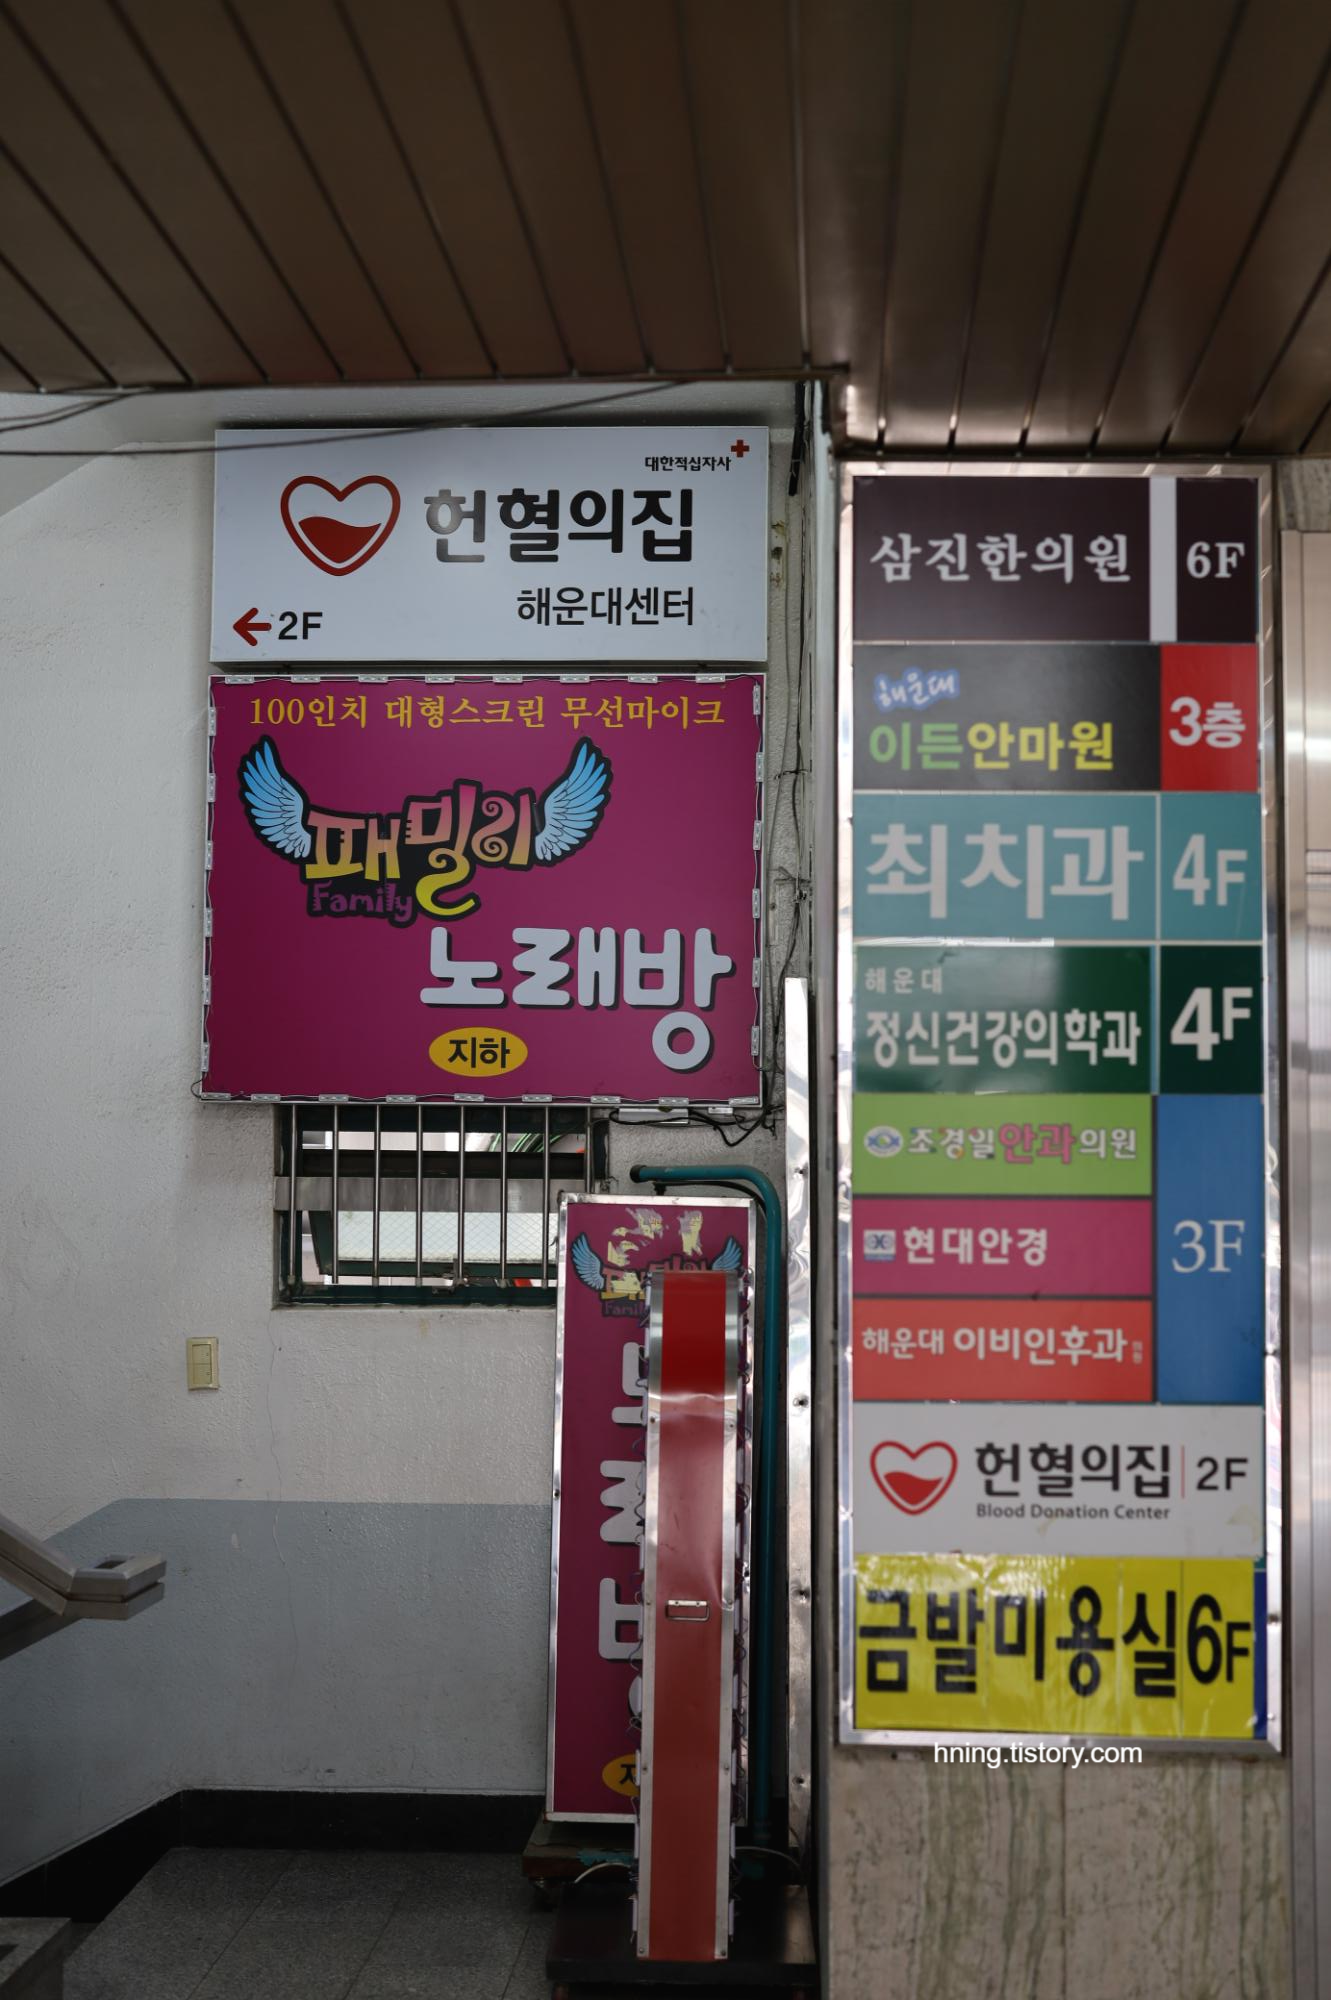 대한적십자사
헌혈의집
해운대센터
2F
100인치 대형스크린 무선마이크
패밀리
Family
노래방
지하
삼진한의원 6F
해운대
이든안마원 3층
최치과 4F
해운대
정신건강의학과 4F
조경일안과의원
현대안경
3F
해운대 이비인후과의원
헌혈의집 2F
Blood Donation Center
금발미용실 6F
hning.tistory.com